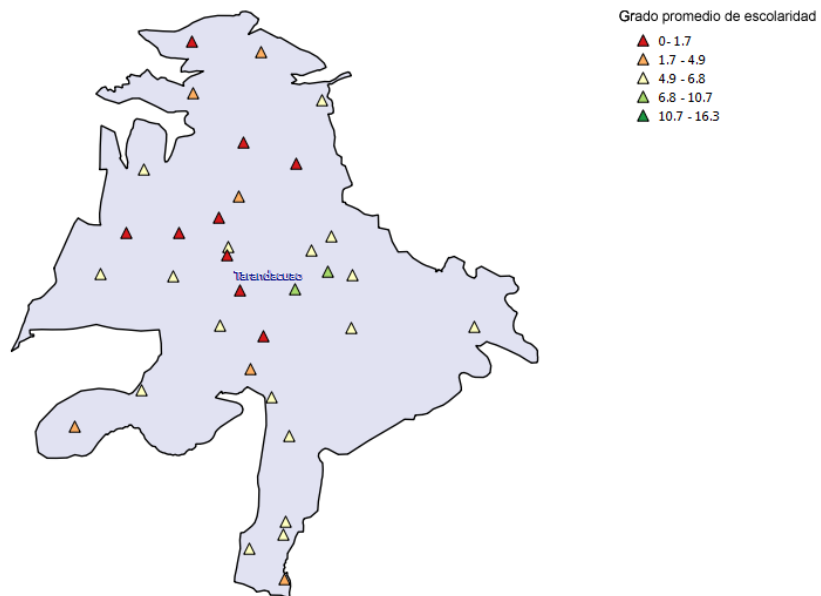 Grado promedio de escolaridad
0- 1.7
1.7 - 4.9
4.9 - 6.8
6.8 - 10.7
10.7 - 16.3
Tarandacuao